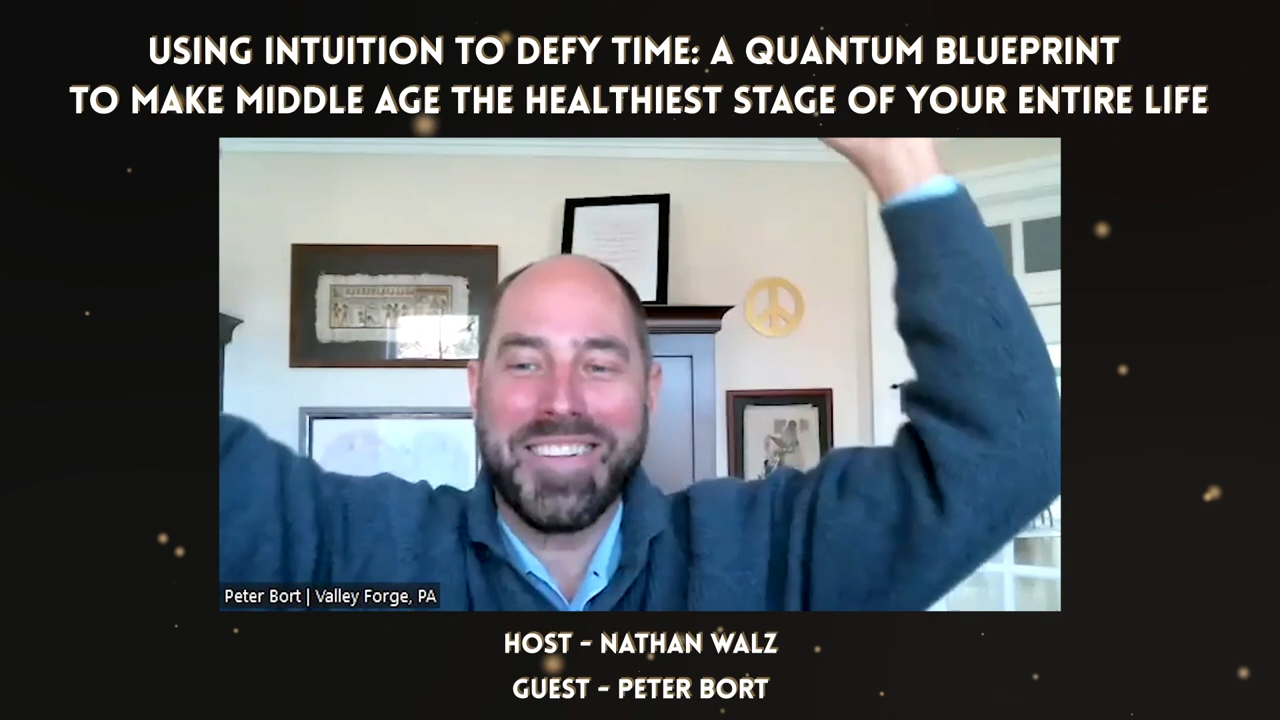 USING INTUITION TO DEFY TIME: A QUANTUM BLUEPRINT
TO MAKE MIDDLE AGE THE HEALTHIEST STAGE OF YOUR ENTIRE LIFE
Peter Bort | Valley Forge, PA
HOST - NATHAN WALZ
GUEST - PETER BORT